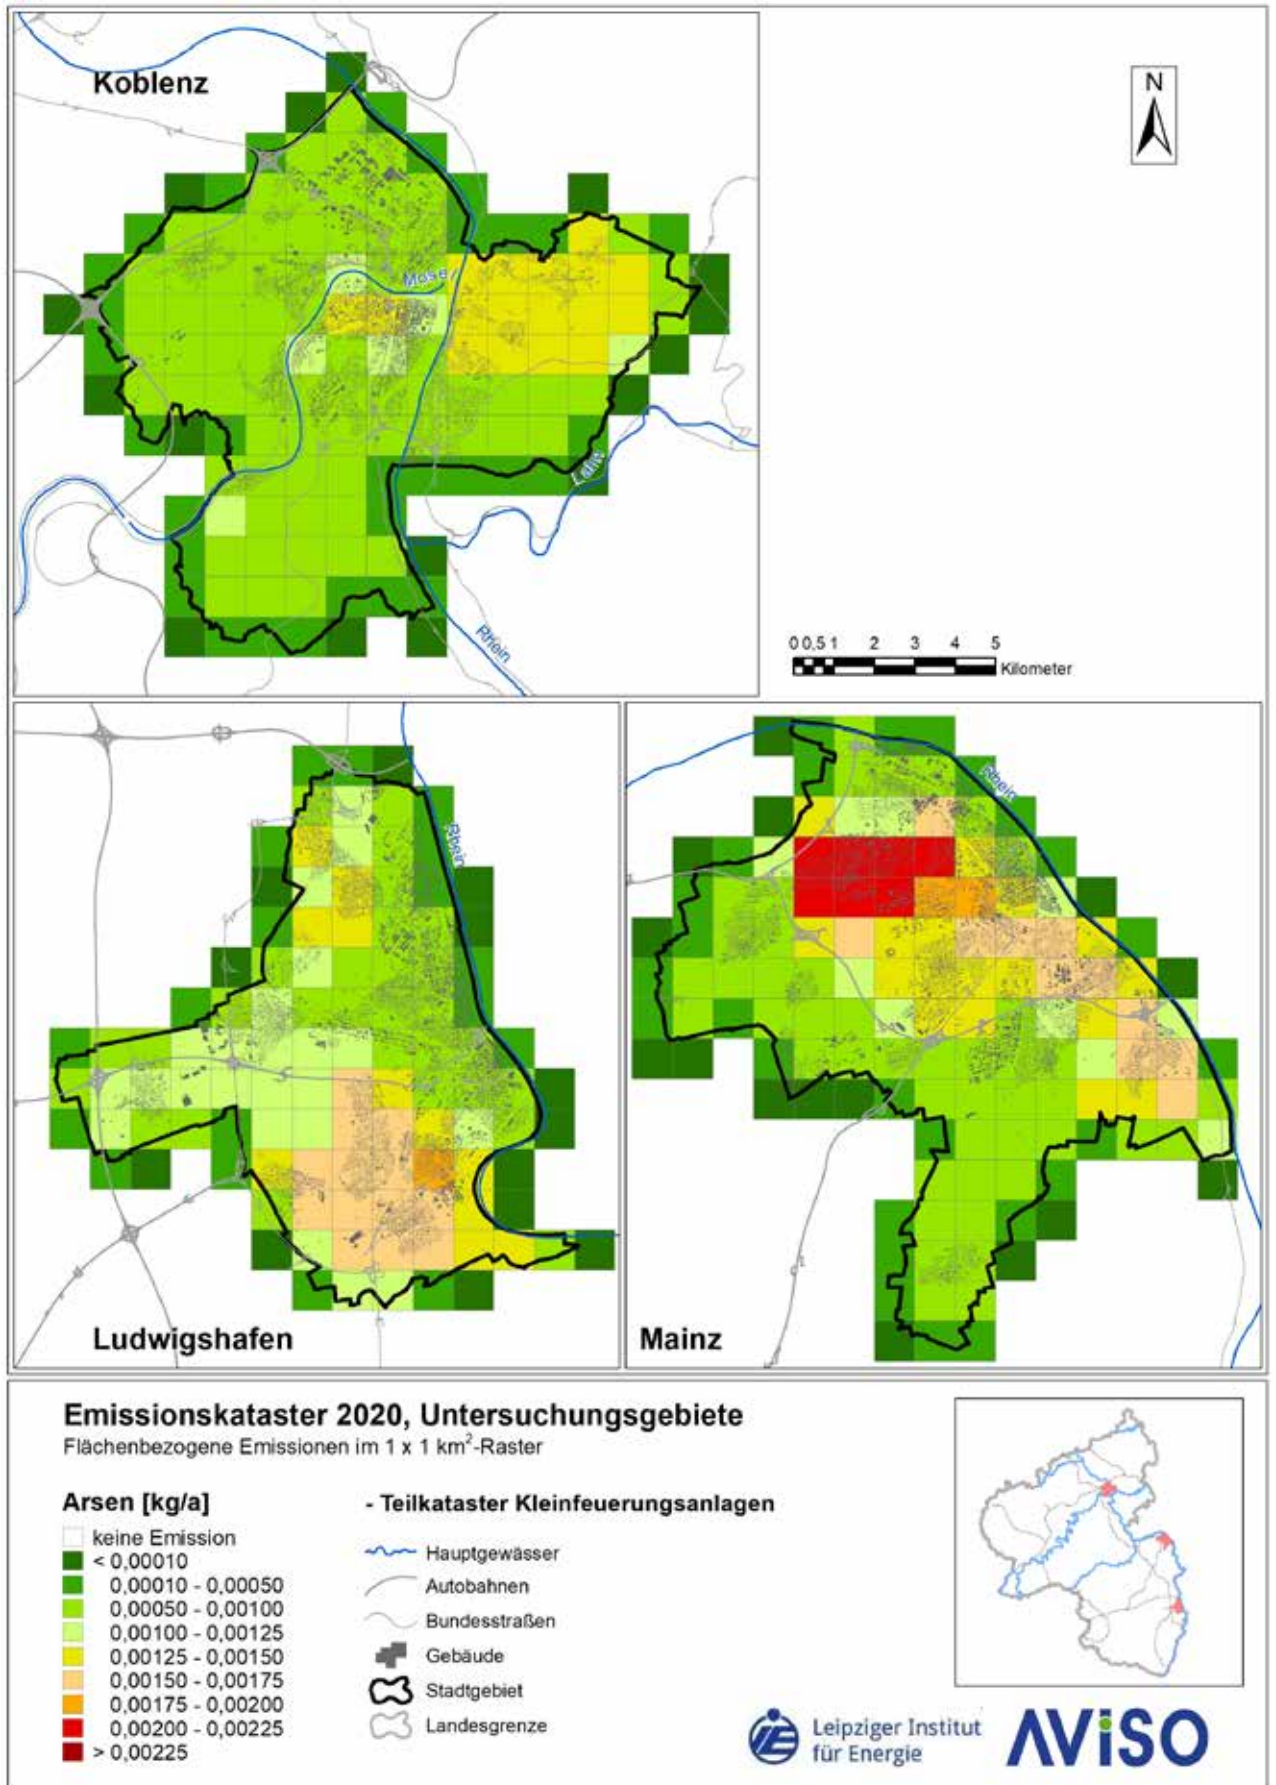 Koblenz
N
Mosel
Lahn
Rhein
0 0,5 1 2 3 4 5
Kilometer
Rhein
Ludwigshafen
Rhein
Mainz
Emissionskataster 2020, Untersuchungsgebiete
Flächenbezogene Emissionen im 1 x 1 km²-Raster
Arsen [kg/a]
keine Emission
< 0,00010
0,00010 - 0,00050
0,00050 - 0,00100
0,00100 - 0,00125
0,00125 - 0,00150
0,00150 - 0,00175
0,00175 - 0,00200
0,00200 - 0,00225
> 0,00225
- Teilkataster Kleinfeuerungsanlagen
Hauptgewässer
Autobahnen
Bundesstraßen
Gebäude
Stadtgebiet
Landesgrenze
Leipziger Institut
für Energie
AViSO